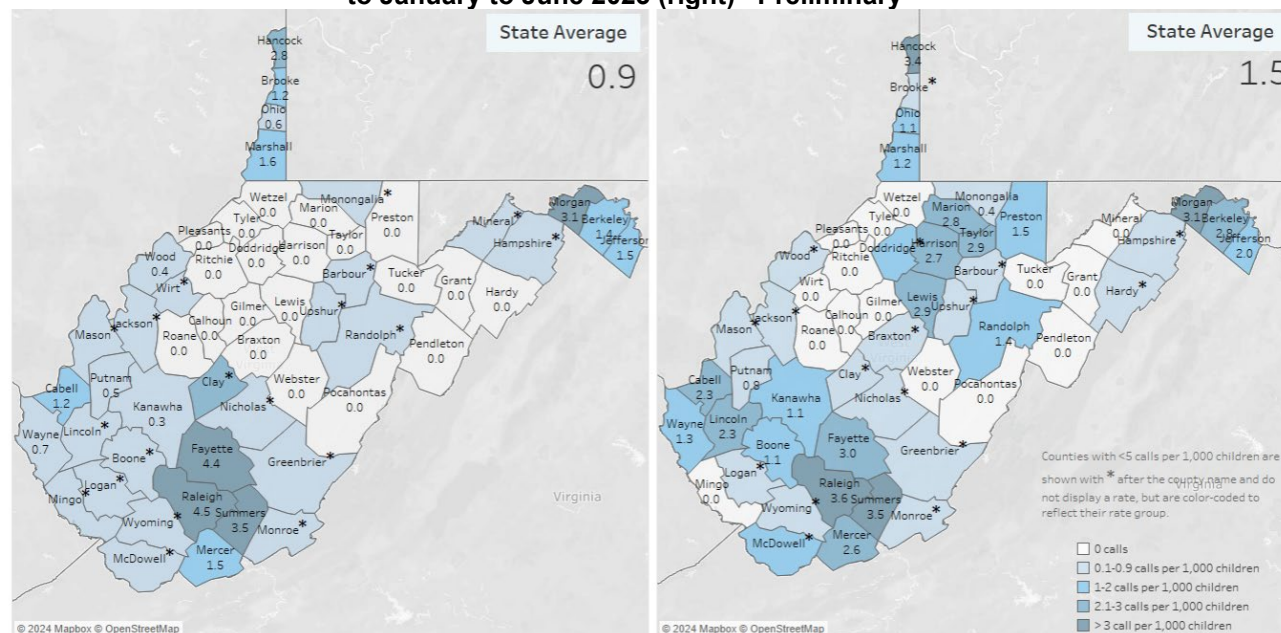 to January to June (right) - Preliminary
State Average
0.9
Hancock
2.8
Brooke
1.2
Ohio
0.6
Marshall
1.6
Wetzel
0.0
Monongalia*
Marion
0.0
Preston
0.0
Tyler
0.0
Pleasants
0.0
Doddridge
0.0
Harrison
0.0
Taylor
0.0
Mineral*
Hampshire*
Morgan
3.1
Berkeley
1.4
Jefferson
1.5
Wood
0.4
Ritchie
0.0
Wirt*
Barbour*
Tucker
0.0
Grant
0.0
Hardy
0.0
Gilmer
0.0
Lewis
0.0
Upshur*
Randolph*
Pendleton
0.0
Mason*
Jackson*
Roane
0.0
Calhoun
0.0
Braxton
0.0
Webster
0.0
Pocahontas
0.0
Cabell
1.2
Putnam
0.5
Kanawha
0.3
Clay*
Nicholas*
Wayne
0.7
Lincoln*
Boone*
Fayette
4.4
Greenbrier*
Mingo*
Logan*
Raleigh
4.5
Summers
3.5
Wyoming*
Monroe*
McDowell*
Mercer
1.5
Virginia
© 2024 Mapbox © OpenStreetMap
State Average
1.5
Hancock
3.4
Brooke*
Ohio
1.1
Marshall
1.2
Wetzel
0.0
Monongalia
0.4
Marion
2.8
Preston
1.5
Tyler
0.0
Pleasants
0.0
Doddridge*
Harrison
2.7
Taylor
2.9
Mineral
0.0
Hampshire*
Morgan
3.1
Berkeley
2.8
Jefferson
2.0
Wood*
Ritchie
0.0
Wirt
0.0
Barbour*
Tucker
0.0
Grant
0.0
Hardy*
Gilmer
0.0
Lewis
2.9
Upshur*
Randolph
1.4
Pendleton
0.0
Mason*
Jackson*
Roane
0.0
Calhoun
0.0
Braxton*
Webster
0.0
Pocahontas
0.0
Cabell
2.3
Putnam
0.8
Kanawha
1.1
Clay*
Nicholas*
Wayne
1.3
Lincoln
2.3
Boone
1.1
Fayette
3.0
Greenbrier*
Mingo
0.0
Logan*
Raleigh
3.6
Summers
3.5
Wyoming*
Monroe*
McDowell*
Mercer
2.6
Virginia
Counties with <5 calls per 1,000 children are
shown with * after the county name and do
not display a rate, but are color-coded to
reflect their rate group.
0 calls
0.1-0.9 calls per 1,000 children
1-2 calls per 1,000 children
2.1-3 calls per 1,000 children
>3 call per 1,000 children
© 2024 Mapbox © OpenStreetMap